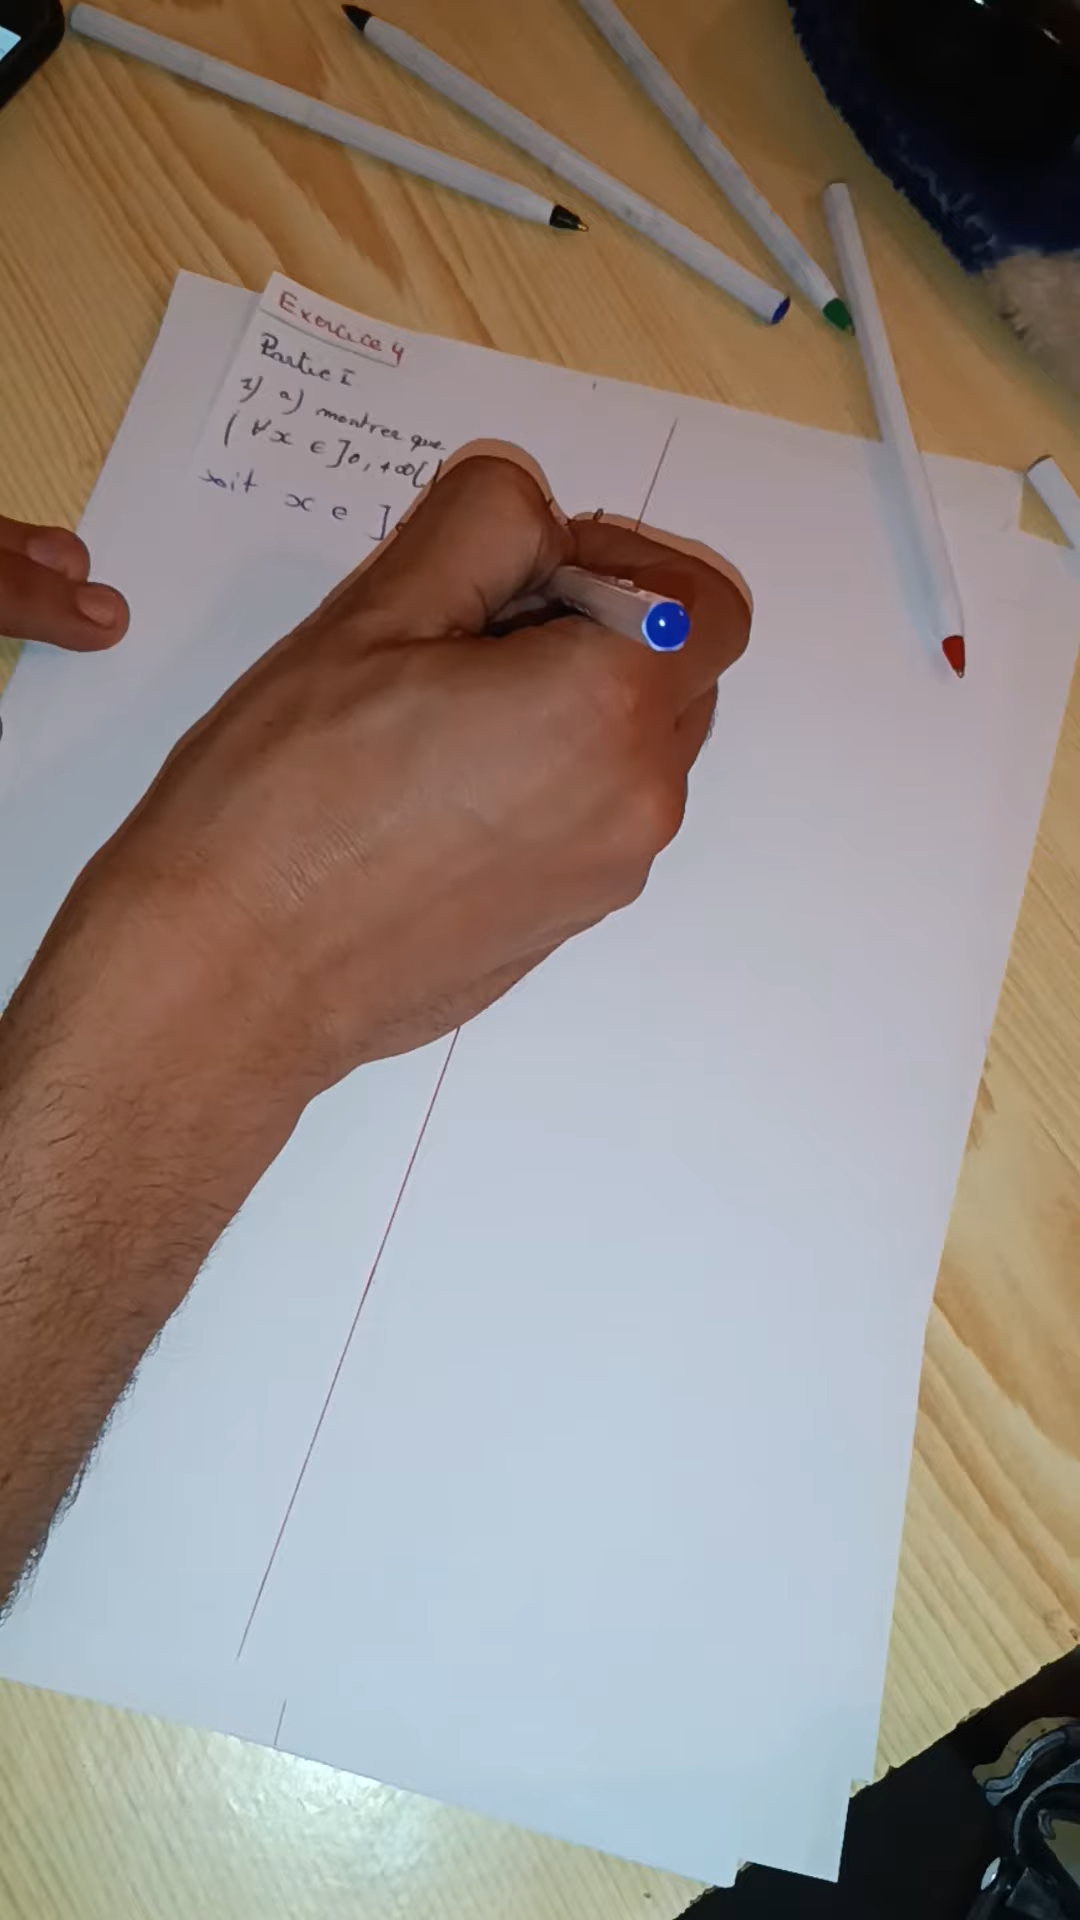 Exercice 4
Partie I
1) a) montrer que
(∀x ∈ ]0, +∞[)
soit x ∈ ]